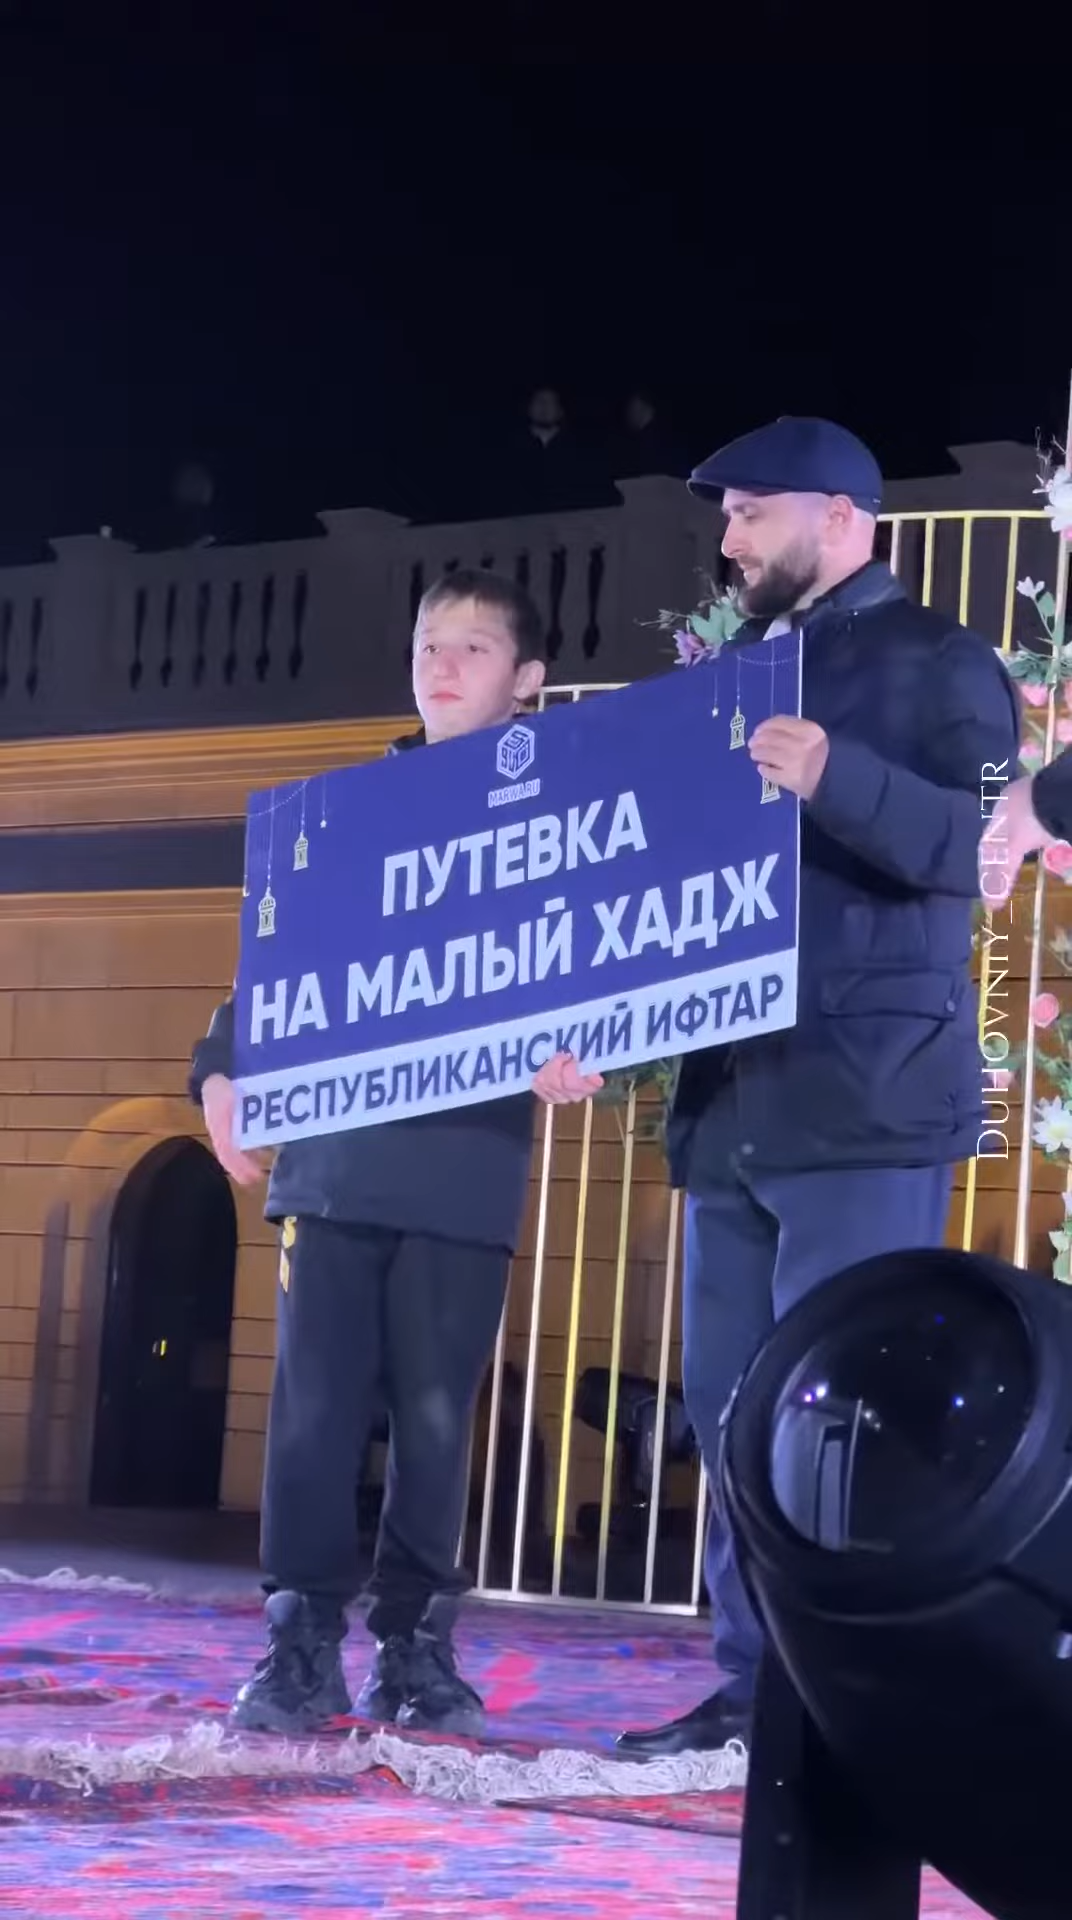 MARWA.RU
ПУТЕВКА
НА МАЛЫЙ ХАДЖ
РЕСПУБЛИКАНСКИЙ ИФТАР
DUHOVNIY_CENTR